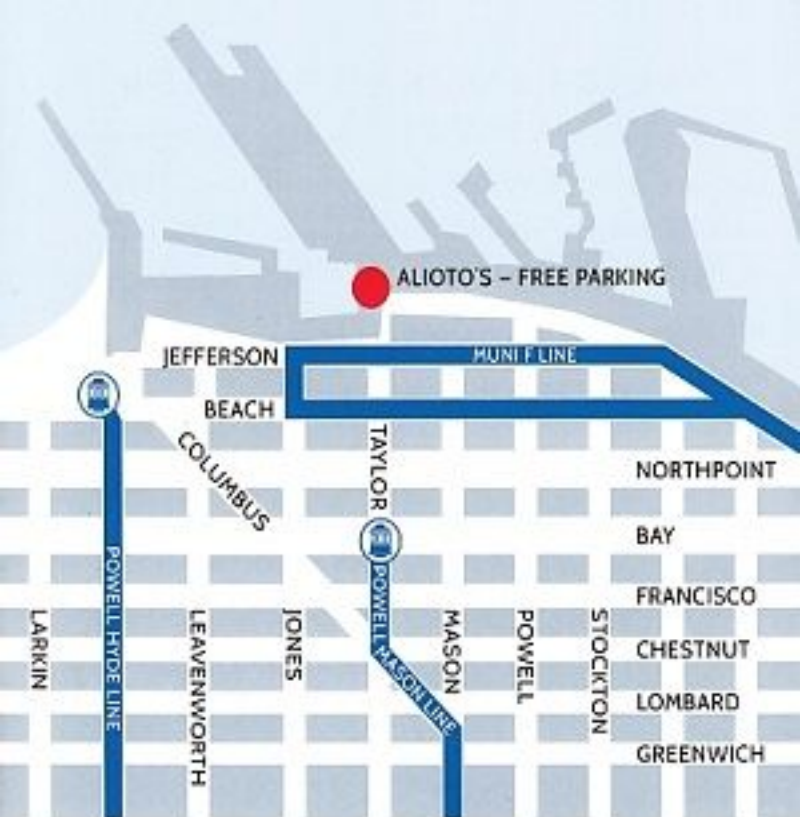 ALIOTO'S – FREE PARKING
JEFFERSON
MUNI F LINE
BEACH
COLUMBUS
TAYLOR
NORTHPOINT
BAY
FRANCISCO
POWELL HYDE LINE
POWELL MASON LINE
LARKIN
LEAVENWORTH
JONES
MASON
POWELL
STOCKTON
CHESTNUT
LOMBARD
GREENWICH